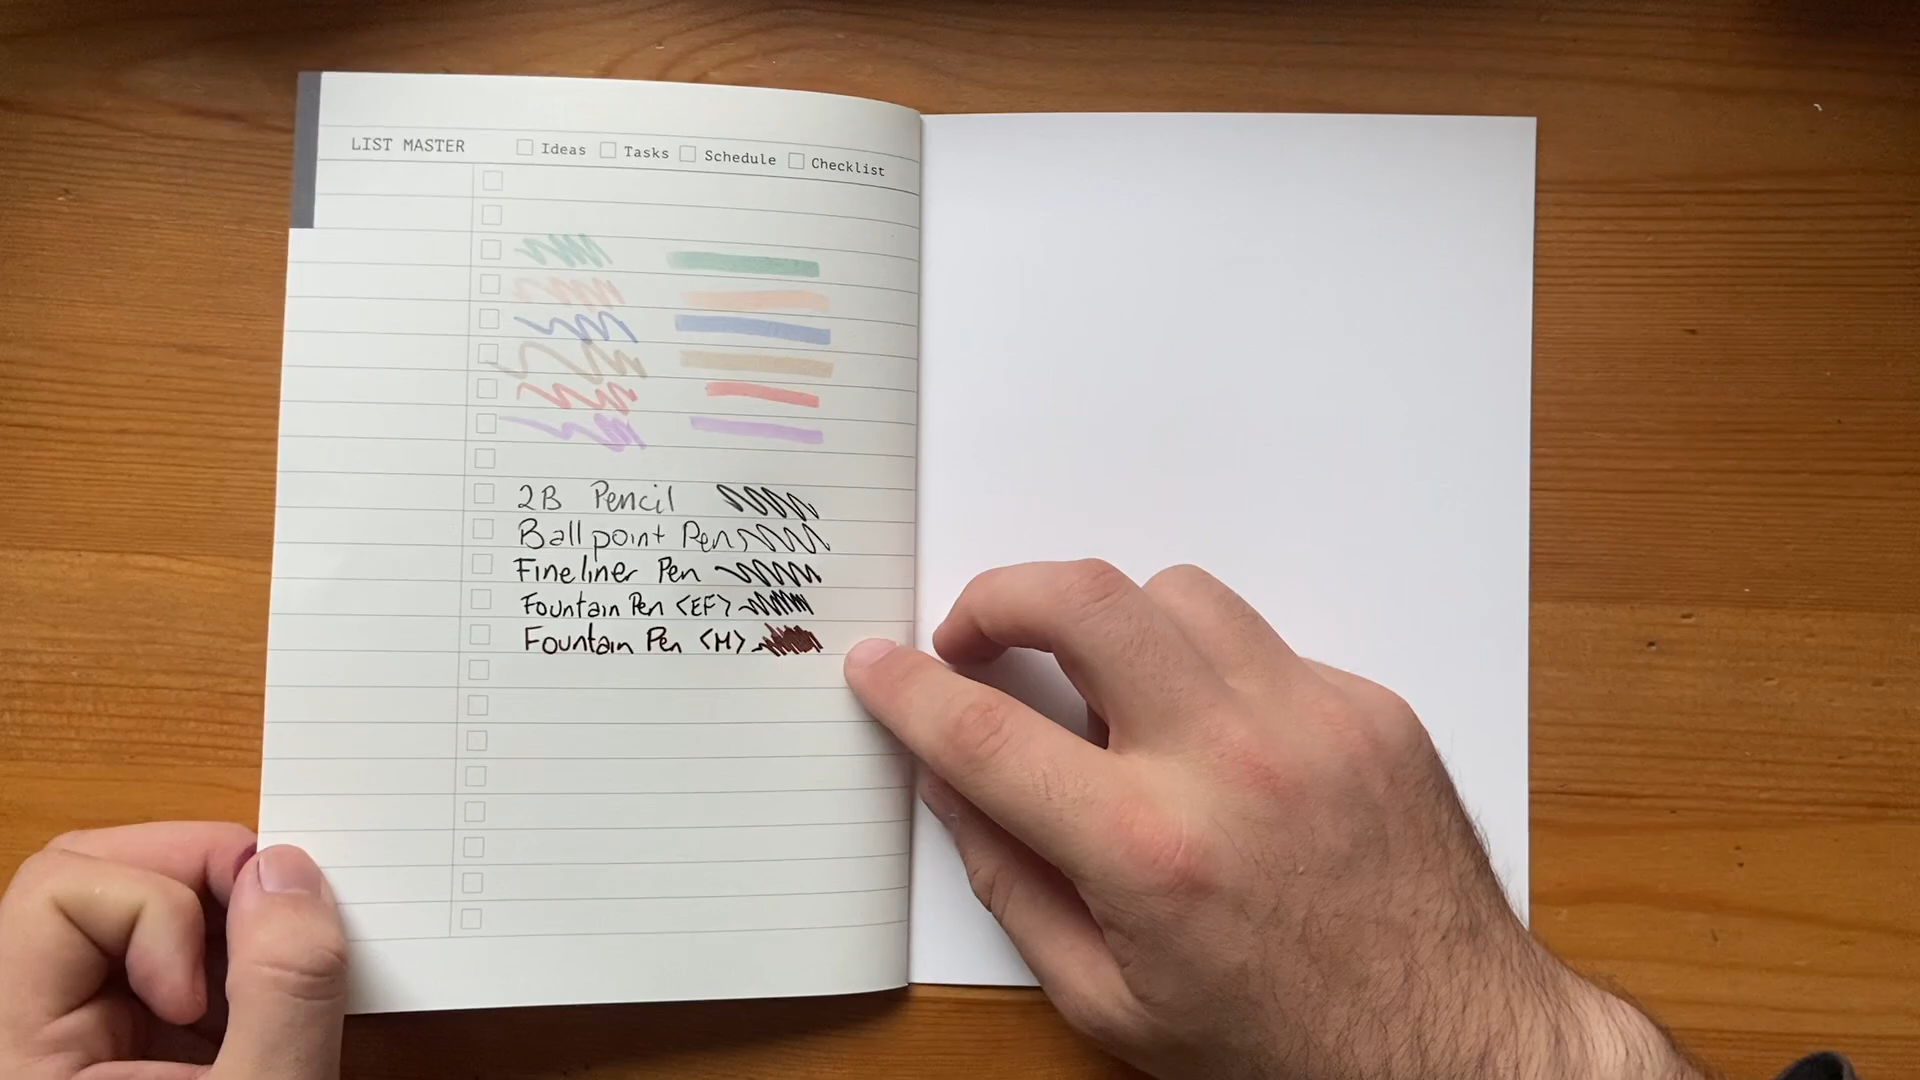 LIST MASTER Ideas Tasks Schedule Checklist
2B Pencil
Ballpoint Pen
Fineliner Pen
Fountain Pen <EF>
Fountain Pen <M>